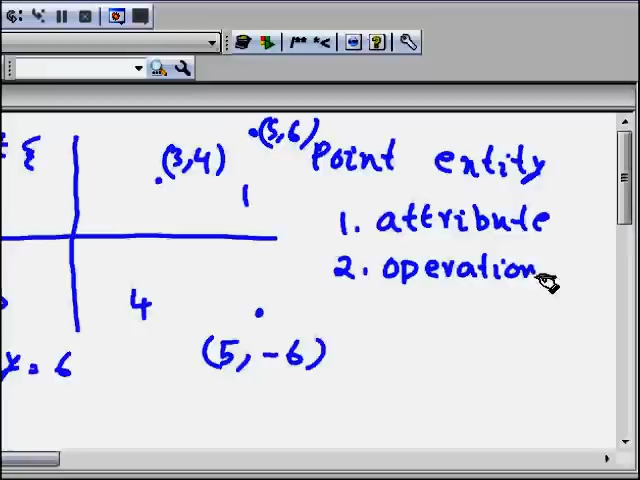 (5,6)
{
(3,4)
Point entity
1
1. attribute
2. operation
4
y = 6
(5, -6)